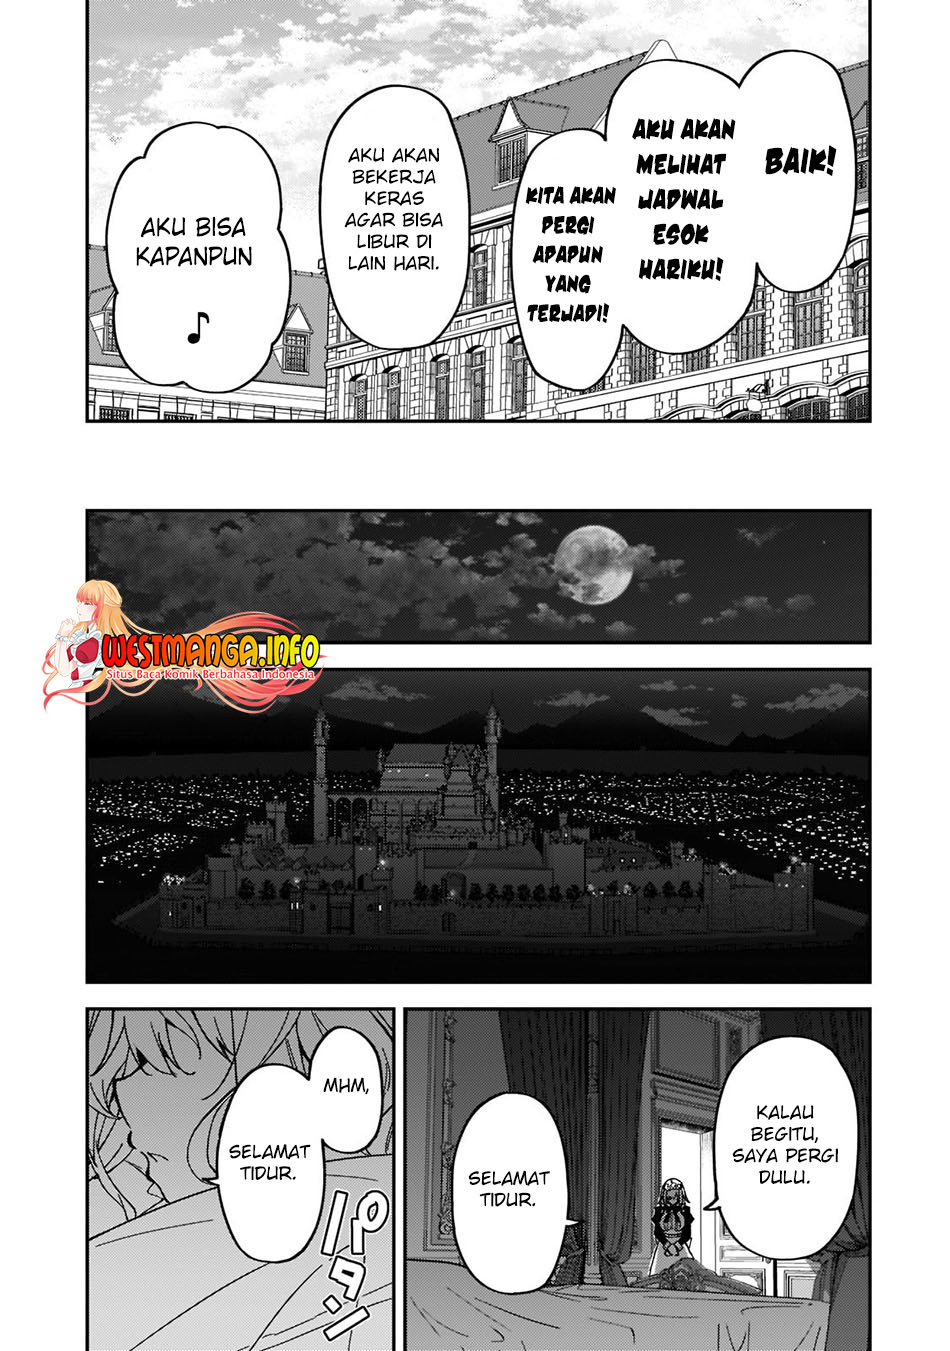 BAIK!
AKU AKAN
MELIHAT
JADWAL
ESOK
HARIKU!
KITA AKAN
PERGI
APAPUN
YANG
TERJADI!
AKU AKAN
BEKERJA
KERAS
AGAR BISA
LIBUR DI
LAIN HARI.
AKU BISA
KAPANPUN
♪
WESTMANGA.INFO
Situs Baca Komik Berbahasa Indonesia
KALAU
BEGITU,
SAYA PERGI
DULU.
SELAMAT
TIDUR.
MHM,
SELAMAT
TIDUR.
パタン